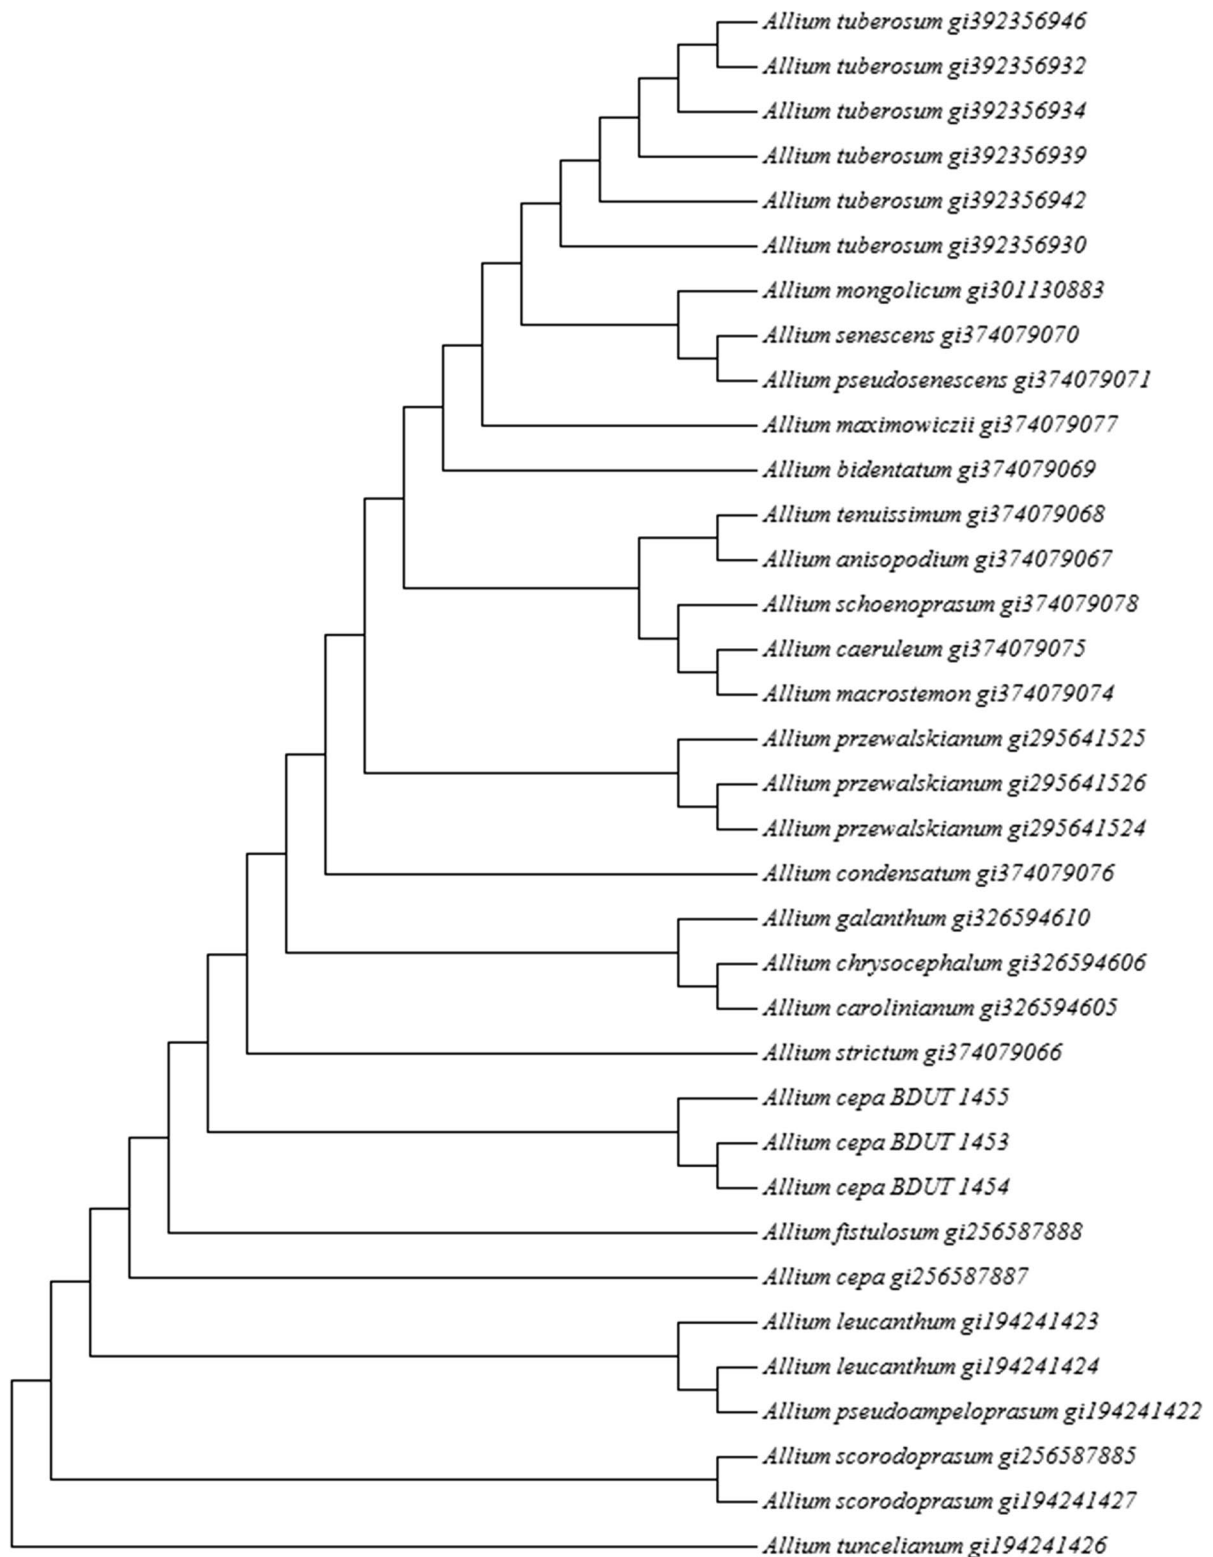 Allium tuberosum gi392356946
Allium tuberosum gi392356932
Allium tuberosum gi392356934
Allium tuberosum gi392356939
Allium tuberosum gi392356942
Allium tuberosum gi392356930
Allium mongolicum gi301130883
Allium senescens gi374079070
Allium pseudosenescens gi374079071
Allium maximowiczii gi374079077
Allium bidentatum gi374079069
Allium tenuissimum gi374079068
Allium anisopodium gi374079067
Allium schoenoprasum gi374079078
Allium caeruleum gi374079075
Allium macrostemon gi374079074
Allium przewalskianum gi295641525
Allium przewalskianum gi295641526
Allium przewalskianum gi295641524
Allium condensatum gi374079076
Allium galanthum gi326594610
Allium chrysocephalum gi326594606
Allium carolinianum gi326594605
Allium strictum gi374079066
Allium cepa BDUT 1455
Allium cepa BDUT 1453
Allium cepa BDUT 1454
Allium fistulosum gi256587888
Allium cepa gi256587887
Allium leucanthum gi194241423
Allium leucanthum gi194241424
Allium pseudoampeloprasum gi194241422
Allium scorodoprasum gi256587885
Allium scorodoprasum gi194241427
Allium tuncelianum gi194241426